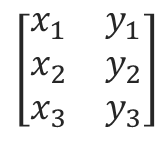 x₁ y₁
x₂ y₂
x₃ y₃